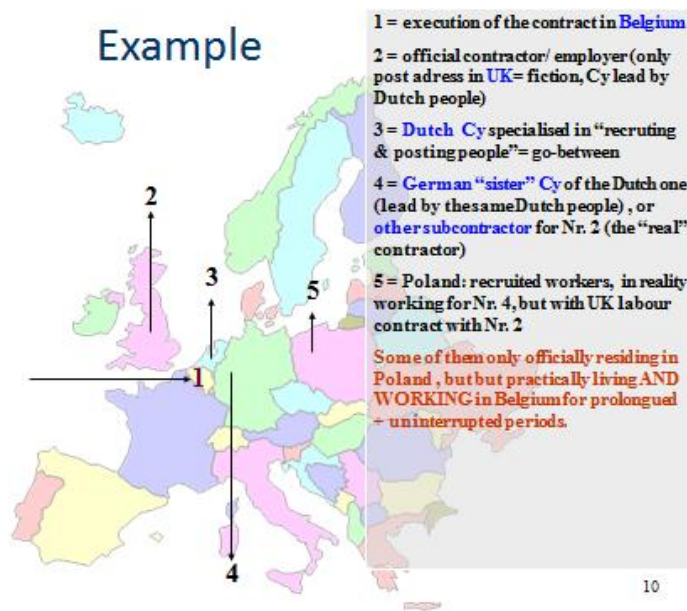 Example
1 = execution of the contract in Belgium
2 = official contractor/ employer (only
post adress in UK= fiction, Cy lead by
Dutch people)
3 = Dutch Cy specialised in “recruting
& posting people”= go-between
4 = German “sister” Cy of the Dutch one
(lead by the same Dutch people) , or
other subcontractor for Nr. 2 (the “real”
contractor)
5 = Poland: recruited workers, in reality
working for Nr. 4, but with UK labour
contract with Nr. 2
Some of them only officially residing in
Poland , but but practically living AND
WORKING in Belgium for prolongued
+ uninterrupted periods.
2
3
5
1
4
10